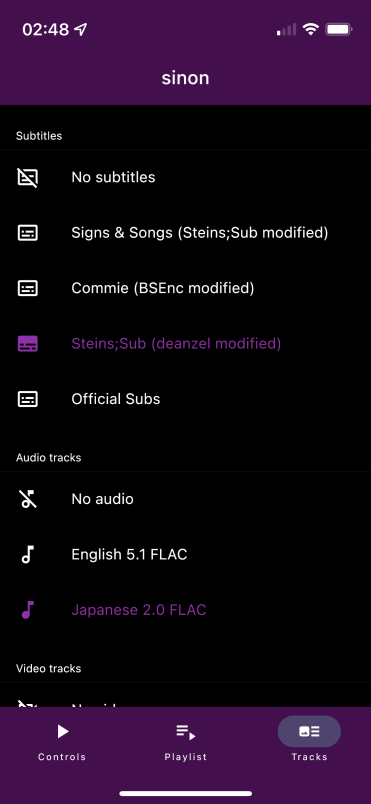 02:48
sinon
Subtitles
No subtitles
Signs & Songs (Steins;Sub modified)
Commie (BSEnc modified)
Steins;Sub (deanzel modified)
Official Subs
Audio tracks
No audio
English 5.1 FLAC
Japanese 2.0 FLAC
Video tracks
Controls
Playlist
Tracks